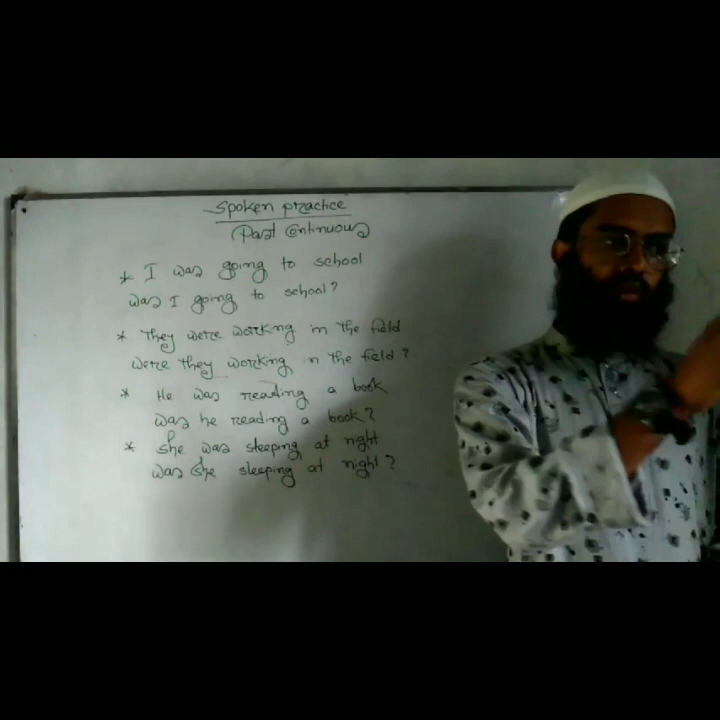 Spoken practice
Past Continuous
* I was going to school
was I going to school?
* They were working in the field
were they working in the field?
* He was reading a book
was he reading a book?
* She was sleeping at night
was she sleeping at night?